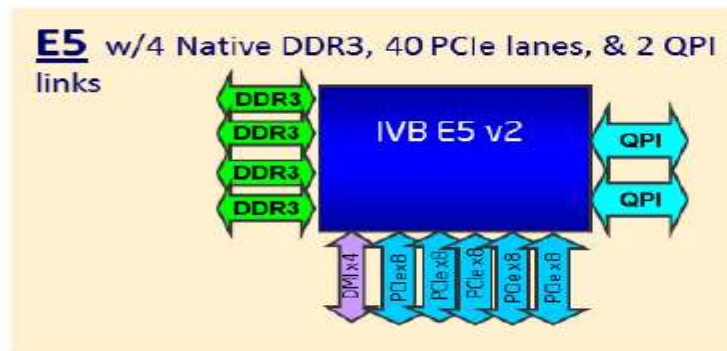 E5 w/4 Native DDR3, 40 PCIe lanes, & 2 QPI
links
DDR3
DDR3
DDR3
DDR3
IVB E5 v2
QPI
QPI
DMI x4
PCIe x8
PCIe x8
PCIe x8
PCIe x8
PCIe x8